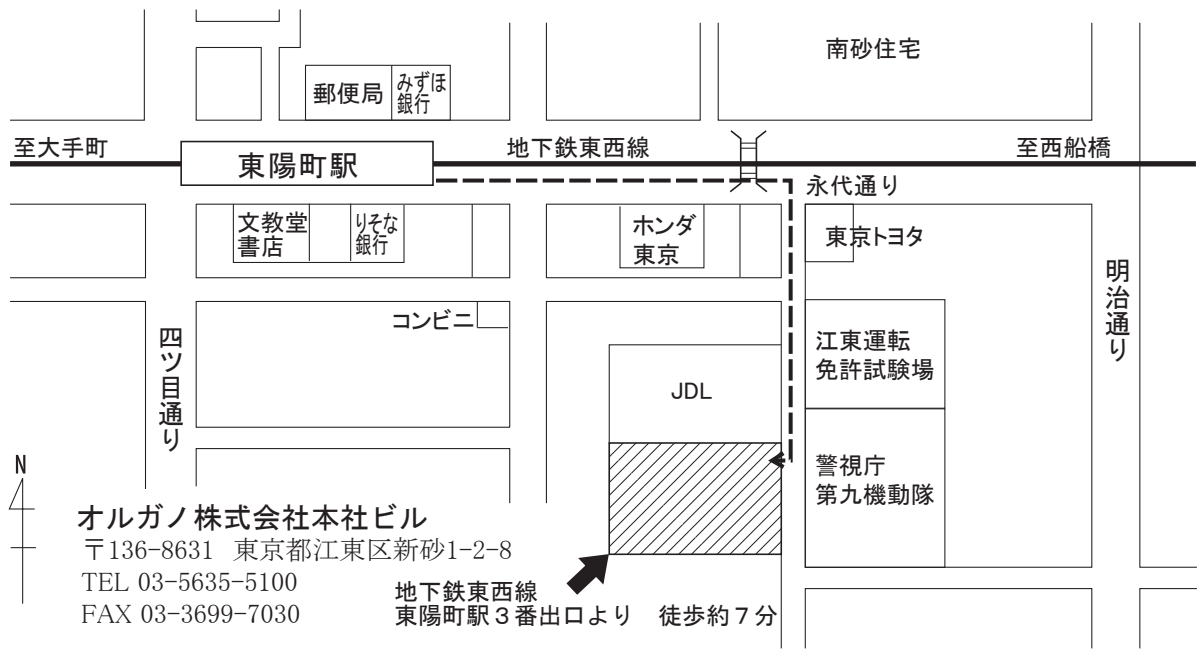 南砂住宅
郵便局
みずほ
銀行
至大手町
東陽町駅
地下鉄東西線
至西船橋
永代通り
文教堂
書店
りそな
銀行
ホンダ
東京
東京トヨタ
明治通り
コンビニ
四ツ目通り
江東運転
免許試験場
JDL
警視庁
第九機動隊
N
オルガノ株式会社本社ビル
〒136-8631 東京都江東区新砂1-2-8
TEL 03-5635-5100
FAX 03-3699-7030
地下鉄東西線
東陽町駅3番出口より 徒歩約7分